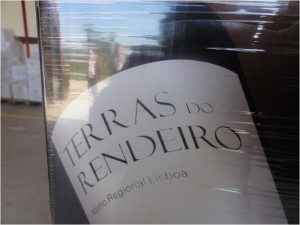 TERRAS DO
RENDEIRO
Vinho Regional Lisboa